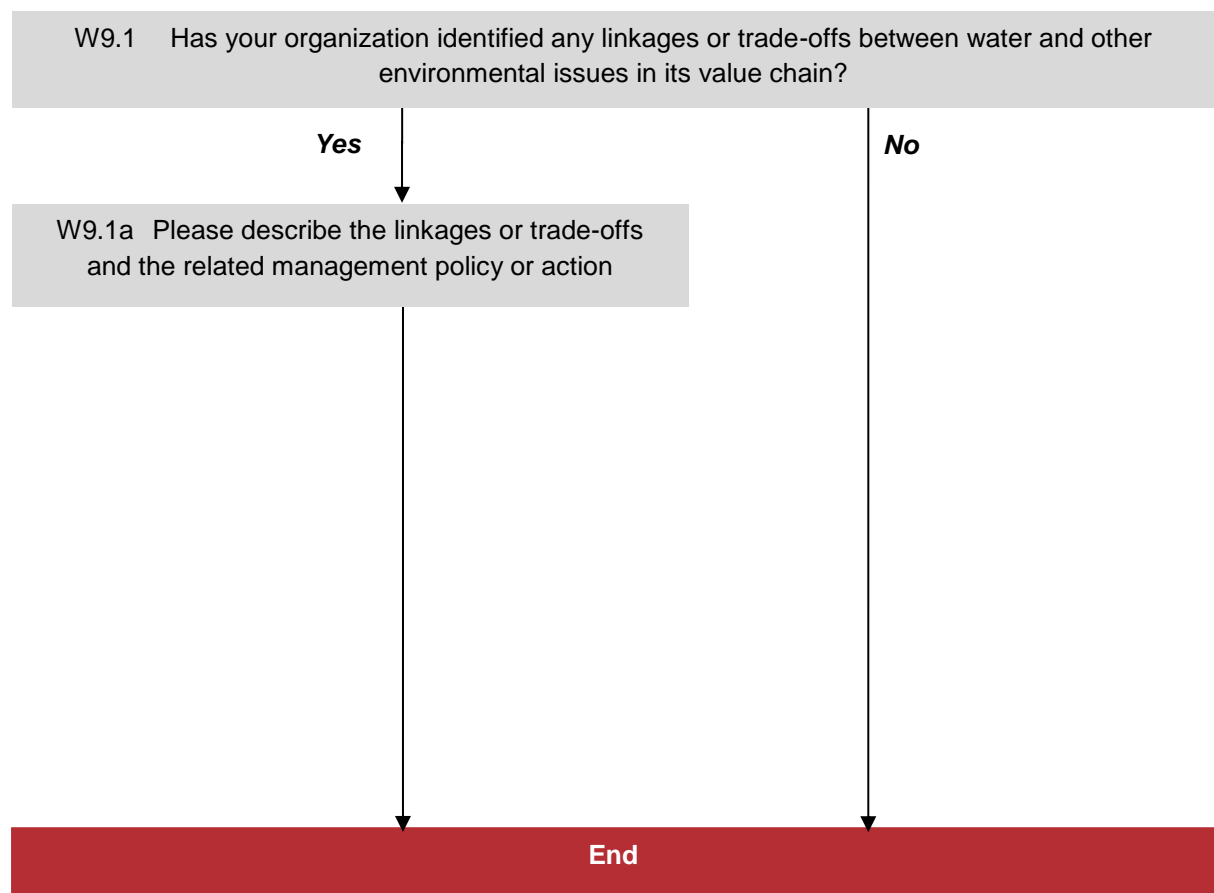 W9.1 Has your organization identified any linkages or trade-offs between water and other
environmental issues in its value chain?
Yes
No
W9.1a Please describe the linkages or trade-offs
and the related management policy or action
End